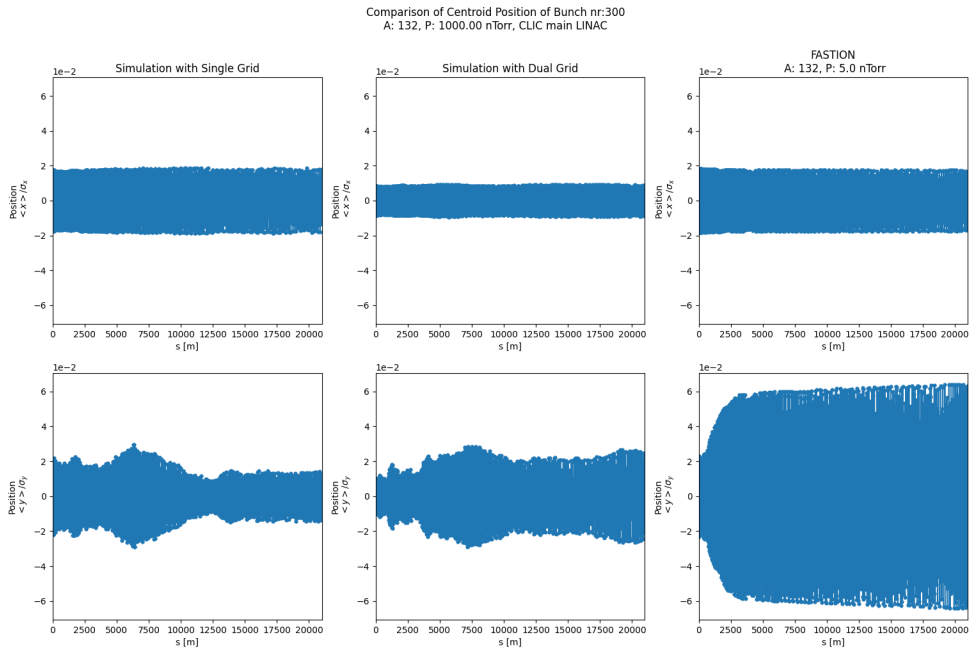 Comparison of Centroid Position of Bunch nr:300
A: 132, P: 1000.00 nTorr, CLIC main LINAC
Simulation with Single Grid
1e−2
6
4
2
0
−2
−4
−6
Position
<x>/σx
0 2500 5000 7500 10000 12500 15000 17500 20000
s [m]
Simulation with Dual Grid
1e−2
6
4
2
0
−2
−4
−6
Position
<x>/σx
0 2500 5000 7500 10000 12500 15000 17500 20000
s [m]
FASTION
A: 132, P: 5.0 nTorr
1e−2
6
4
2
0
−2
−4
−6
Position
<x>/σx
0 2500 5000 7500 10000 12500 15000 17500 20000
s [m]
1e−2
6
4
2
0
−2
−4
−6
Position
<y>/σy
0 2500 5000 7500 10000 12500 15000 17500 20000
s [m]
1e−2
6
4
2
0
−2
−4
−6
Position
<y>/σy
0 2500 5000 7500 10000 12500 15000 17500 20000
s [m]
1e−2
6
4
2
0
−2
−4
−6
Position
<y>/σy
0 2500 5000 7500 10000 12500 15000 17500 20000
s [m]